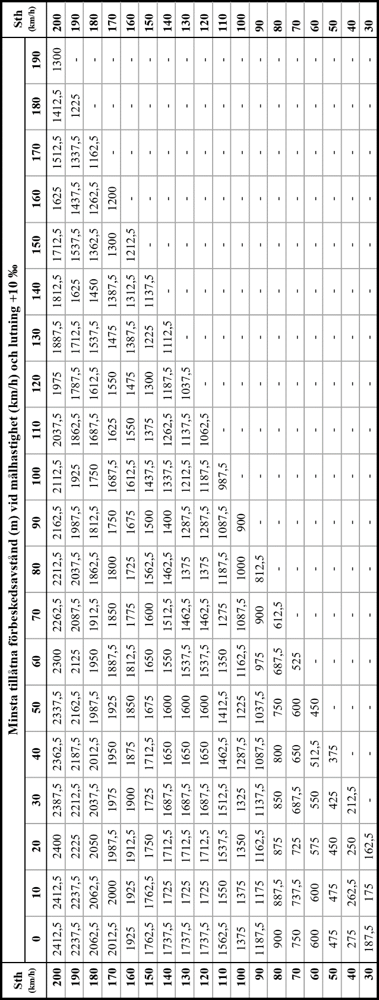 Minsta tillåtna förbeskedsavstånd (m) vid målhastighet (km/h) och lutning +10 ‰
Sth (km/h) 0 10 20 30 40 50 60 70 80 90 100 110 120 130 140 150 160 170 180 190 Sth (km/h)
200 2412,5 2412,5 2400 2387,5 2362,5 2337,5 2300 2262,5 2212,5 2162,5 2112,5 2037,5 1975 1887,5 1812,5 1712,5 1625 1512,5 1412,5 1300 200
190 2237,5 2237,5 2225 2212,5 2187,5 2162,5 2125 2087,5 2037,5 1987,5 1925 1862,5 1787,5 1712,5 1625 1537,5 1437,5 1337,5 1225 - 190
180 2062,5 2062,5 2050 2037,5 2012,5 1987,5 1950 1912,5 1862,5 1812,5 1750 1687,5 1612,5 1537,5 1450 1362,5 1262,5 1162,5 - - 180
170 2012,5 2000 1987,5 1975 1950 1925 1887,5 1850 1800 1750 1687,5 1625 1550 1475 1387,5 1300 1200 - - - 170
160 1925 1925 1912,5 1900 1875 1850 1812,5 1775 1725 1675 1612,5 1550 1475 1387,5 1312,5 1212,5 - - - - 160
150 1762,5 1762,5 1750 1725 1712,5 1675 1650 1600 1562,5 1500 1437,5 1375 1300 1225 1137,5 - - - - - 150
140 1737,5 1725 1712,5 1687,5 1650 1600 1550 1512,5 1462,5 1400 1337,5 1262,5 1187,5 1112,5 - - - - - - 140
130 1737,5 1725 1712,5 1687,5 1650 1600 1537,5 1462,5 1375 1287,5 1212,5 1137,5 1037,5 - - - - - - - 130
120 1737,5 1725 1712,5 1687,5 1650 1600 1537,5 1462,5 1375 1287,5 1187,5 1062,5 - - - - - - - - 120
110 1562,5 1550 1537,5 1512,5 1462,5 1412,5 1350 1275 1187,5 1087,5 987,5 - - - - - - - - - 110
100 1375 1375 1350 1325 1287,5 1225 1162,5 1087,5 1000 900 - - - - - - - - - - 100
90 1187,5 1175 1162,5 1137,5 1087,5 1037,5 975 900 812,5 - - - - - - - - - - - 90
80 900 887,5 875 850 800 750 687,5 612,5 - - - - - - - - - - - - 80
70 750 737,5 725 687,5 650 600 525 - - - - - - - - - - - - - 70
60 600 600 575 550 512,5 450 - - - - - - - - - - - - - - 60
50 475 475 450 425 375 - - - - - - - - - - - - - - - 50
40 275 262,5 250 212,5 - - - - - - - - - - - - - - - - 40
30 187,5 175 162,5 - - - - - - - - - - - - - - - - - 30